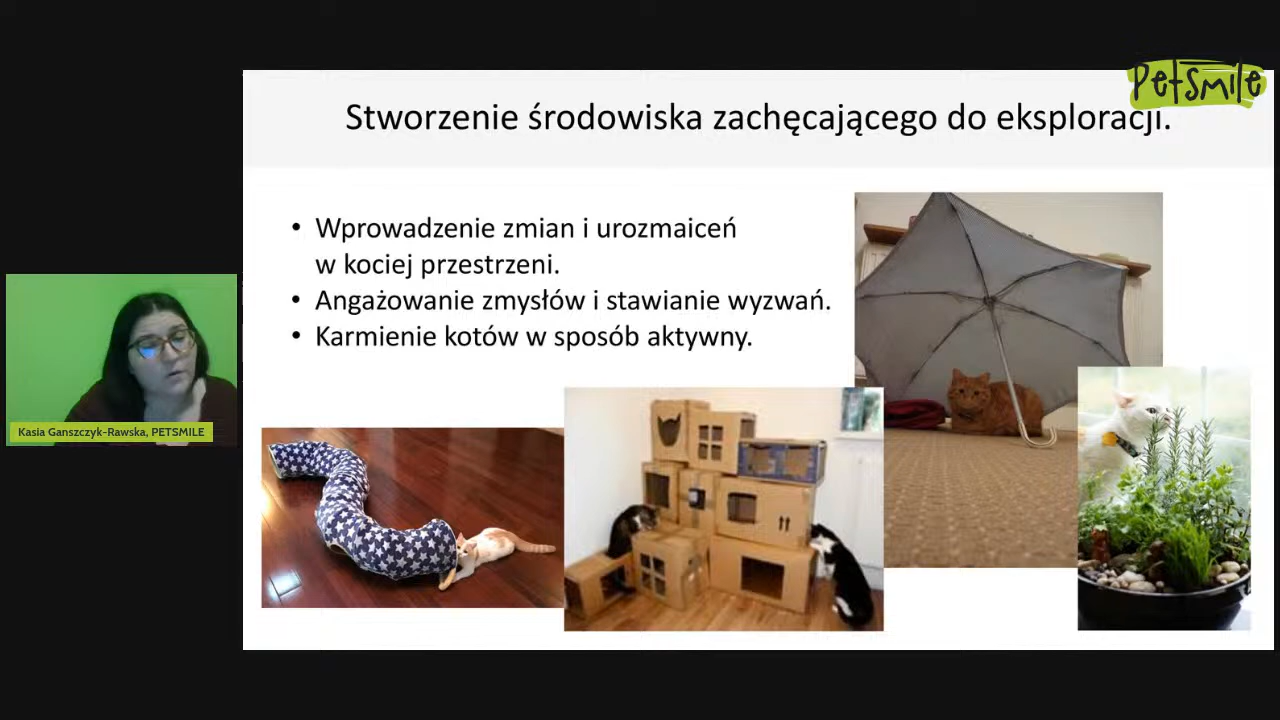 PetSmile
Stworzenie środowiska zachęcającego do eksploracji.
• Wprowadzenie zmian i urozmaiceń
w kociej przestrzeni.
• Angażowanie zmysłów i stawianie wyzwań.
• Karmienie kotów w sposób aktywny.
Kasia Ganszczyk-Rawska, PETSMILE